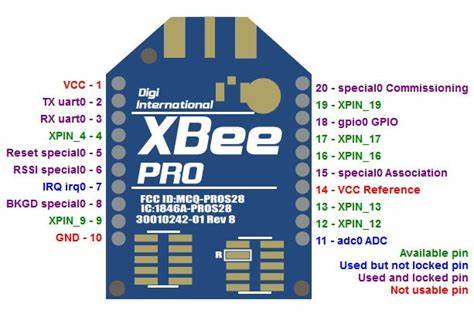 VCC - 1
TX uart0 - 2
RX uart0 - 3
XPIN_4 - 4
Reset special0 - 5
RSSI special0 - 6
IRQ irq0 - 7
BKGD special0 - 8
XPIN_9 - 9
GND - 10
Digi
International
XBee
PRO
FCC ID:MCQ-PROS28
IC:1846A-PROS28
30010242-01 Rev 8
R
20 - special0 Commissioning
19 - XPIN_19
18 - gpio0 GPIO
17 - XPIN_17
16 - XPIN_16
15 - special0 Association
14 - VCC Reference
13 - XPIN_13
12 - XPIN_12
11 - adc0 ADC
Available pin
Used but not locked pin
Used and locked pin
Not usable pin